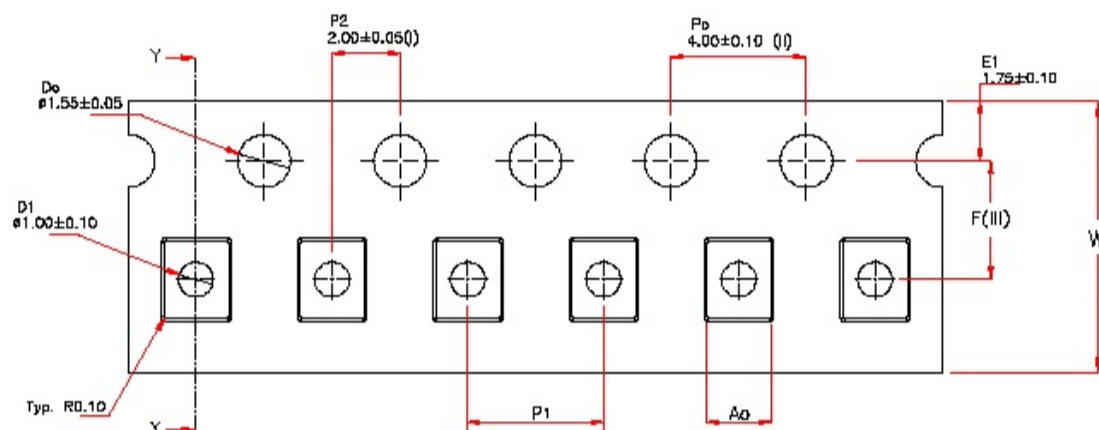 P2
2.00±0.05(I)
Po
4.00±0.10 (II)
E1
1.75±0.10
Y
Do
ø1.55±0.05
D1
ø1.00±0.10
F(III)
W
Typ. R0.10
P1
Ao